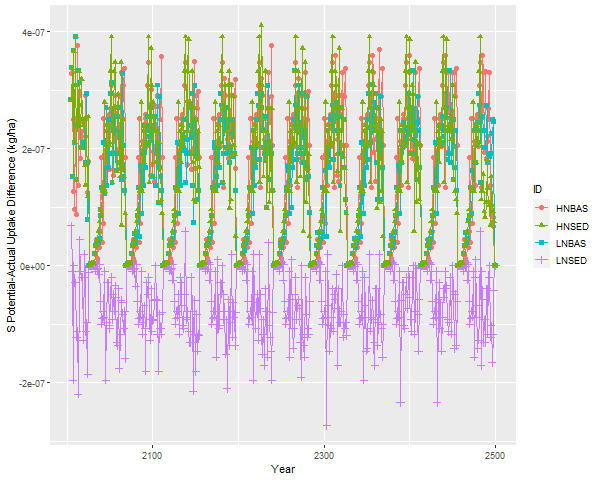 4e-07
2e-07
0e+00
-2e-07
S Potential-Actual Uptake Difference (kg/ha)
2100
2300
2500
Year
ID
HNBAS
HNSED
LNBAS
LNSED